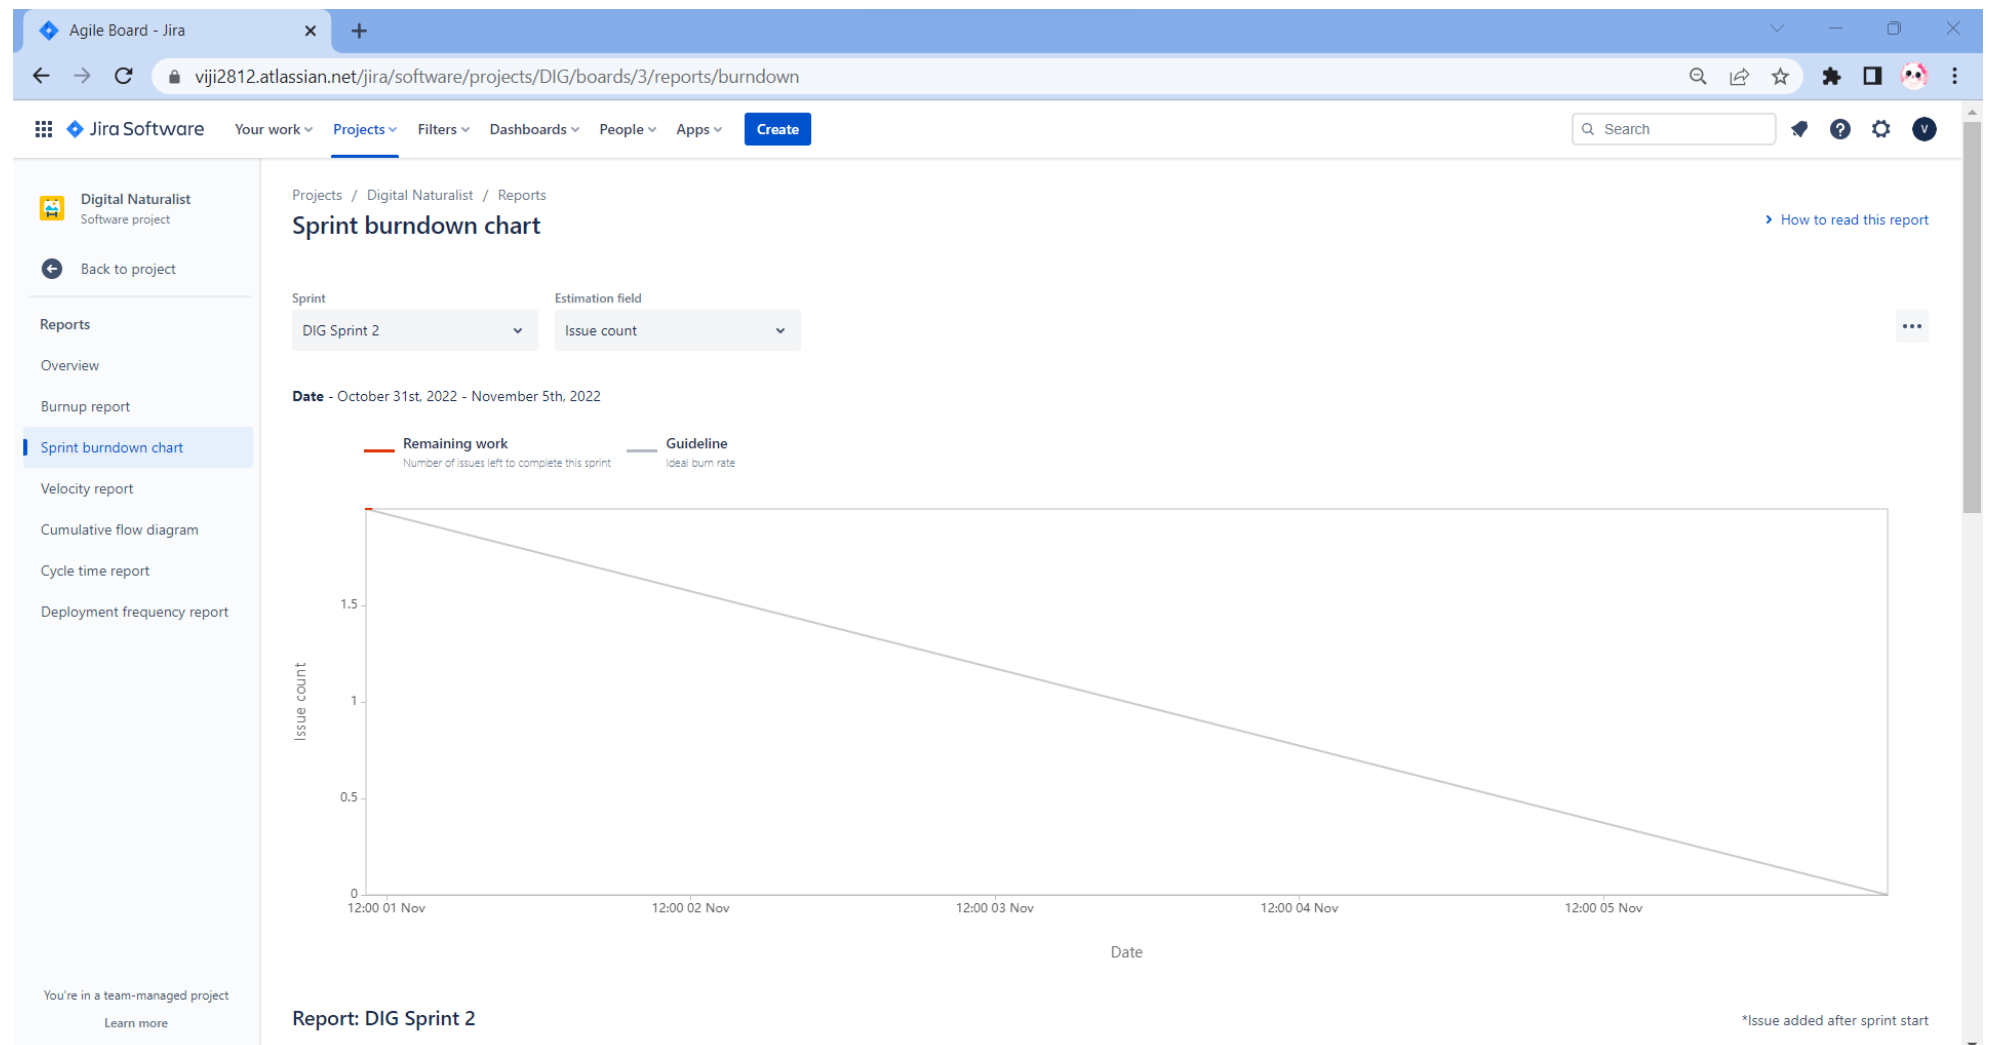 Agile Board - Jira
viji2812.atlassian.net/jira/software/projects/DIG/boards/3/reports/burndown
Jira Software Your work Projects Filters Dashboards People Apps Create Search V
Digital Naturalist
Software project
Back to project
Reports
Overview
Burnup report
Sprint burndown chart
Velocity report
Cumulative flow diagram
Cycle time report
Deployment frequency report
You're in a team-managed project
Learn more
Projects / Digital Naturalist / Reports
Sprint burndown chart
How to read this report
Sprint Estimation field
DIG Sprint 2 Issue count
Date - October 31st, 2022 - November 5th, 2022
Remaining work Guideline
Number of issues left to complete this sprint Ideal burn rate
1.5
1
0.5
0
Issue count
12:00 01 Nov 12:00 02 Nov 12:00 03 Nov 12:00 04 Nov 12:00 05 Nov
Date
Report: DIG Sprint 2
*Issue added after sprint start